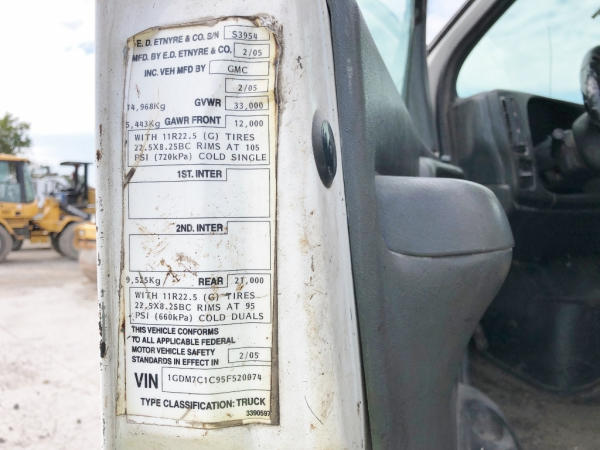 E. D. ETNYRE & CO. S/N S3954
MFD. BY E.D. ETNYRE & CO. 2/05
INC. VEH MFD BY GMC
2/05
14,968Kg GVWR 33,000
5,443Kg GAWR FRONT 12,000
WITH 11R22.5 (G) TIRES
22.5X8.25BC RIMS AT 105
PSI (720kPa) COLD SINGLE
1ST. INTER
2ND. INTER
9,525Kg REAR 21,000
WITH 11R22.5 (G) TIRES
22.5X8.25BC RIMS AT 95
PSI (660kPa) COLD DUALS
THIS VEHICLE CONFORMS
TO ALL APPLICABLE FEDERAL
MOTOR VEHICLE SAFETY
STANDARDS IN EFFECT IN 2/05
VIN 1GDM7C1C95F520074
TYPE CLASSIFICATION: TRUCK
3390597